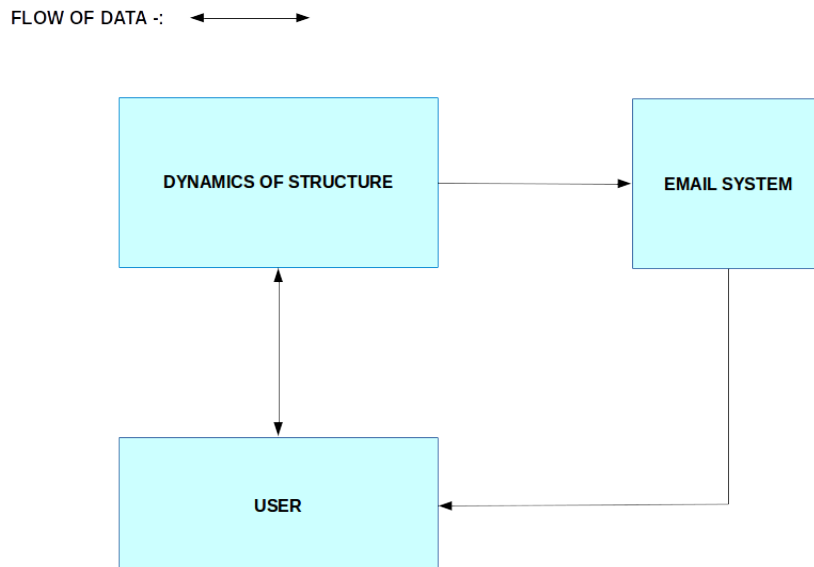 FLOW OF DATA -:
DYNAMICS OF STRUCTURE
EMAIL SYSTEM
USER